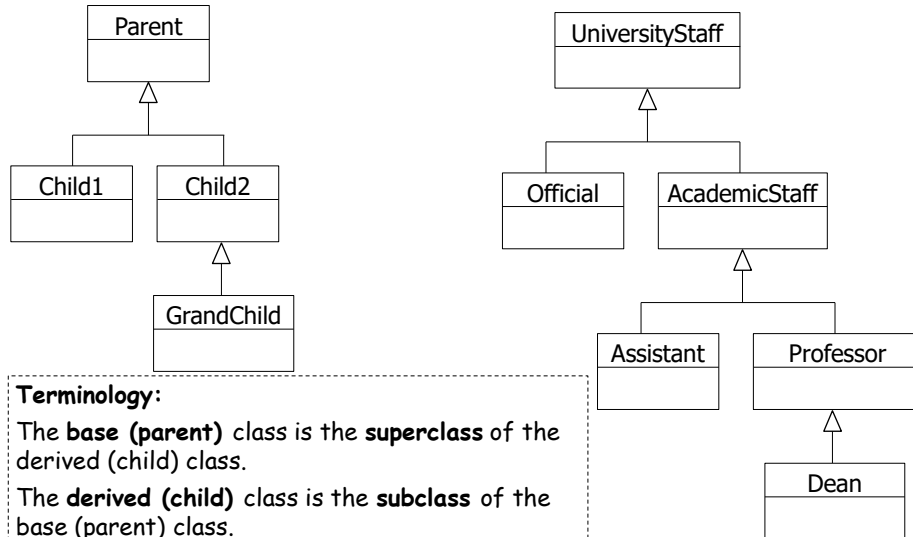 Parent
Child1
Child2
GrandChild
UniversityStaff
Official
AcademicStaff
Assistant
Professor
Dean
Terminology:
The base (parent) class is the superclass of the
derived (child) class.
The derived (child) class is the subclass of the
base (parent) class.